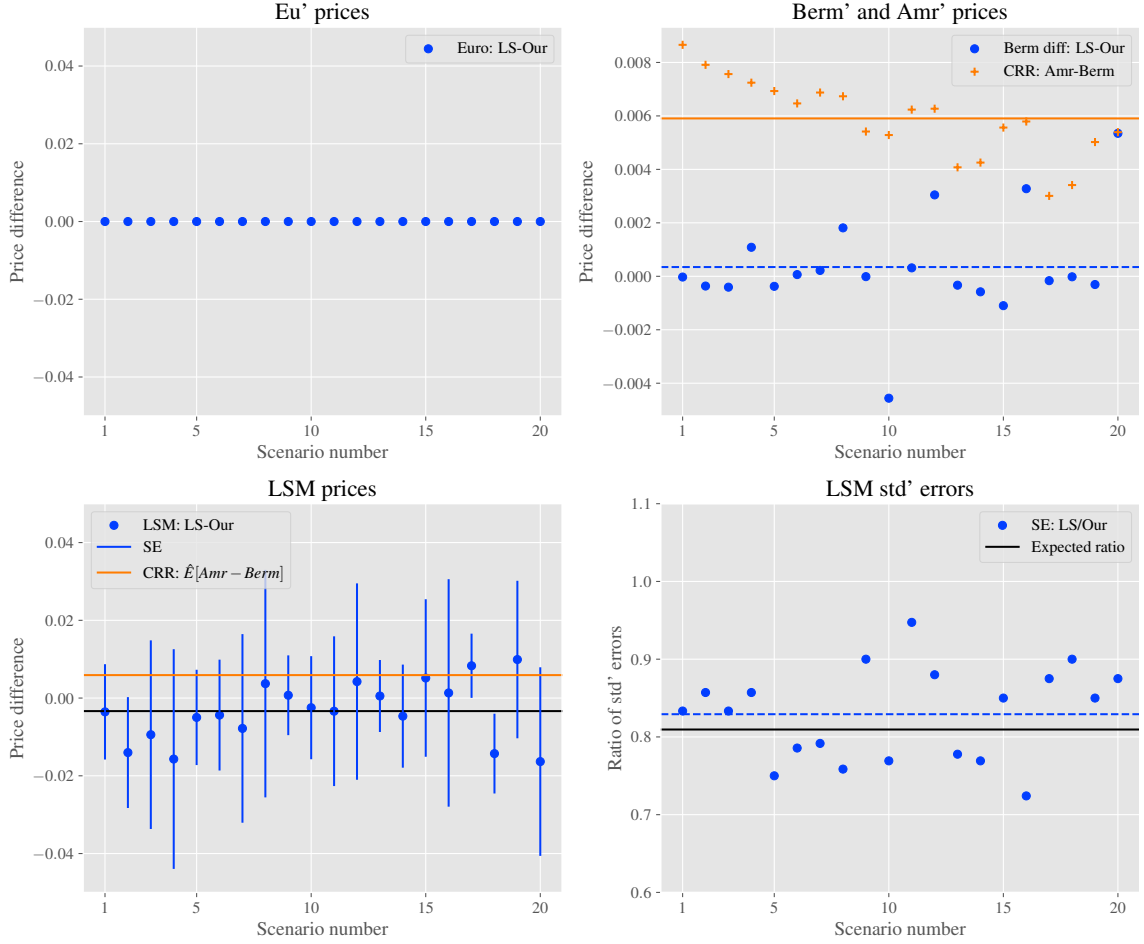 Eu’ prices
Euro: LS-Our
0.04
0.02
0.00
−0.02
−0.04
Price difference
1 5 10 15 20
Scenario number
Berm’ and Amr’ prices
Berm diff: LS-Our
CRR: Amr-Berm
0.008
0.006
0.004
0.002
0.000
−0.002
−0.004
Price difference
1 5 10 15 20
Scenario number
LSM prices
LSM: LS-Our
SE
CRR: Ê[Amr − Berm]
0.04
0.02
0.00
−0.02
−0.04
Price difference
1 5 10 15 20
Scenario number
LSM std’ errors
SE: LS/Our
Expected ratio
1.1
1.0
0.9
0.8
0.7
0.6
Ratio of std’ errors
1 5 10 15 20
Scenario number